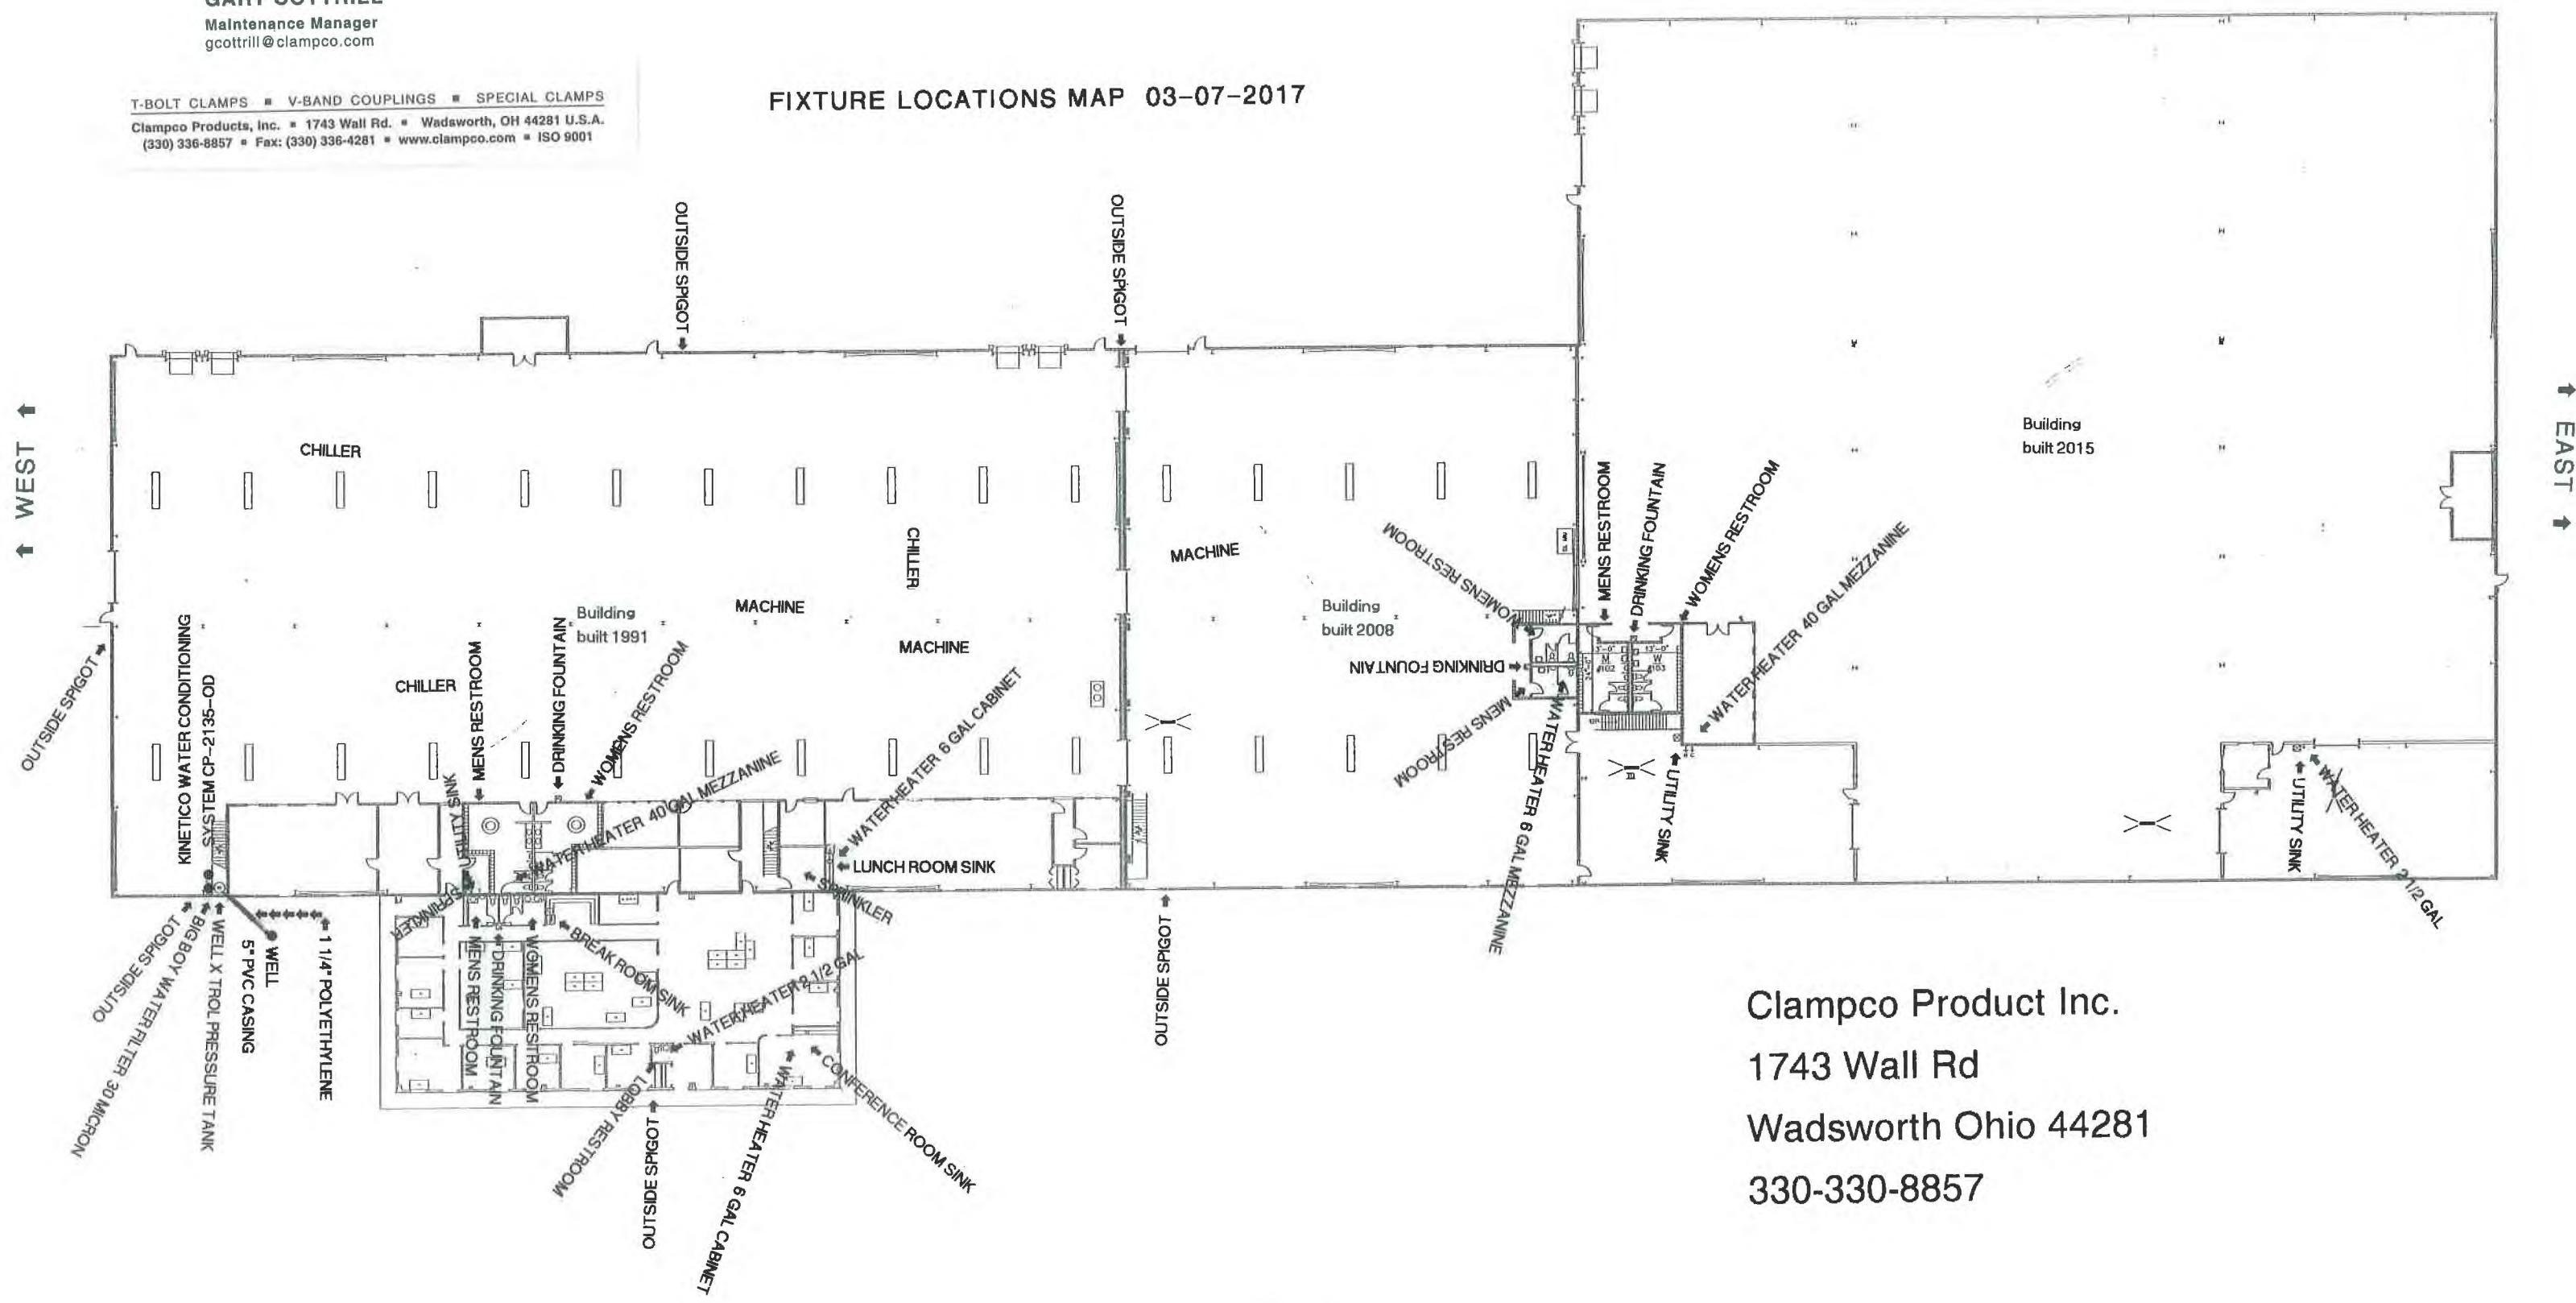 Maintenance Manager
gcottrill@clampco.com
T-BOLT CLAMPS ■ V-BAND COUPLINGS ■ SPECIAL CLAMPS
Clampco Products, Inc. ■ 1743 Wall Rd. ■ Wadsworth, OH 44281 U.S.A.
(330) 336-8857 ■ Fax: (330) 336-4281 ■ www.clampco.com ■ ISO 9001
FIXTURE LOCATIONS MAP 03-07-2017
OUTSIDE SPIGOT
OUTSIDE SPIGOT
WEST
EAST
CHILLER
CHILLER
CHILLER
MACHINE
MACHINE
MACHINE
Building
built 1991
Building
built 2008
Building
built 2015
OUTSIDE SPIGOT
KINETICO WATER CONDITIONING
SYSTEM CP-2135-OD
MENS RESTROOM
DRINKING FOUNTAIN
WOMENS RESTROOM
UTILITY SINK
WATER HEATER 40 GAL MEZZANINE
WATER HEATER 6 GAL CABINET
LUNCH ROOM SINK
SPRINKLER
SPRINKLER
WOMENS RESTROOM
DRINKING FOUNTAIN
MENS RESTROOM
WATER HEATER 6 GAL MEZZANINE
MENS RESTROOM
DRINKING FOUNTAIN
WOMENS RESTROOM
WATER HEATER 40 GAL MEZZANINE
M
102
W
103
UP
UTILITY SINK
UTILITY SINK
WATER HEATER 2 1/2 GAL
OUTSIDE SPIGOT
BIG BOY WATER FILTER 30 MICRON
WELL X TROL PRESSURE TANK
WELL
5" PVC CASING
1 1/4" POLYETHYLENE
MENS RESTROOM
DRINKING FOUNTAIN
WOMENS RESTROOM
BREAK ROOM SINK
WATER HEATER 2 1/2 GAL
LOBBY RESTROOM
OUTSIDE SPIGOT
WATER HEATER 6 GAL CABINET
CONFERENCE ROOM SINK
OUTSIDE SPIGOT
Clampco Product Inc.
1743 Wall Rd
Wadsworth Ohio 44281
330-330-8857